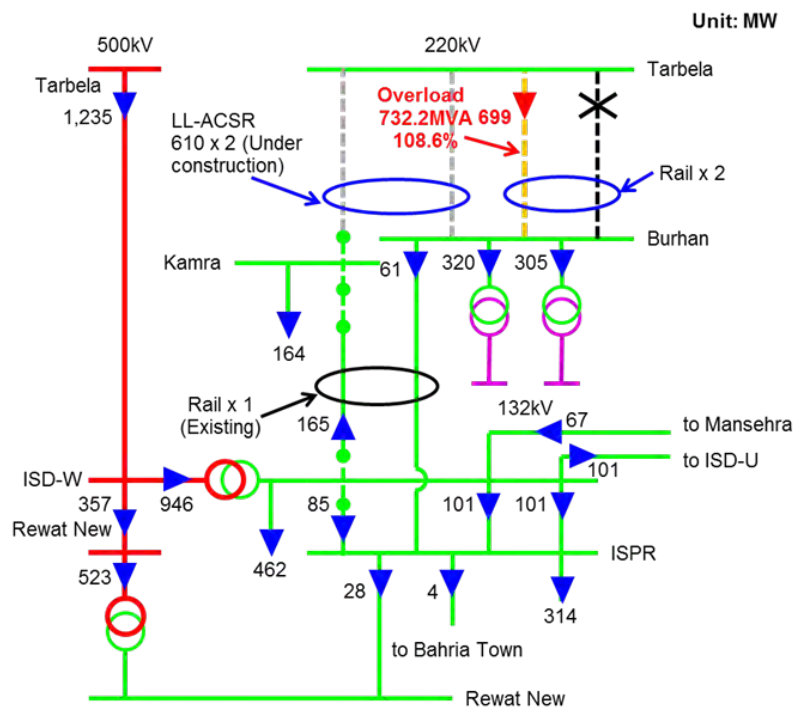 Unit: MW
500kV
220kV
Tarbela
Tarbela
1,235
Overload
732.2MVA 699
108.6%
LL-ACSR
610 x 2 (Under
construction)
Rail x 2
Burhan
Kamra
61
320
305
164
Rail x 1
(Existing)
165
132kV
67
to Mansehra
to ISD-U
101
ISD-W
357
946
85
101
101
Rewat New
ISPR
523
462
28
4
314
to Bahria Town
Rewat New